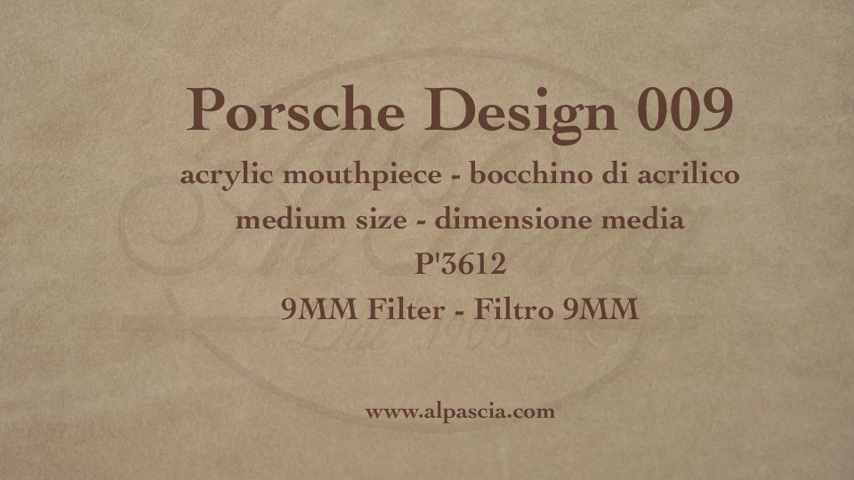 Porsche Design 009
acrylic mouthpiece - bocchino di acrilico
medium size - dimensione media
P'3612
9MM Filter - Filtro 9MM
www.alpascia.com